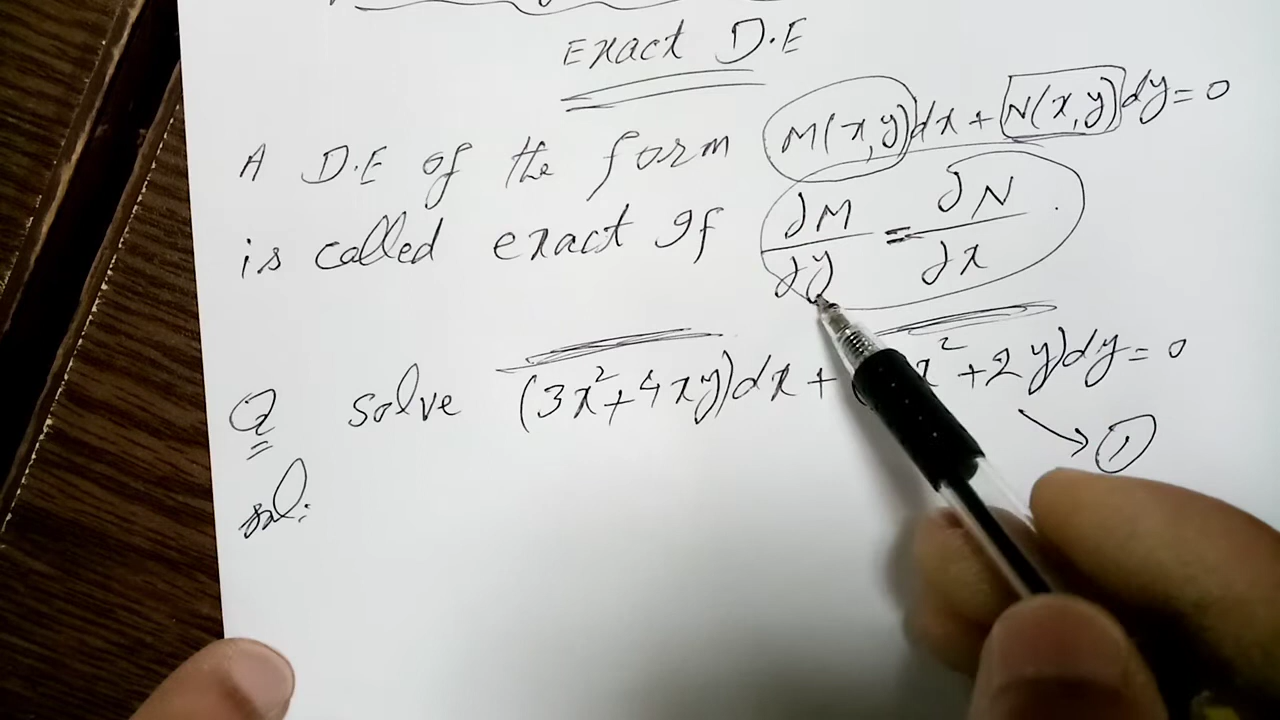 Exact D.E
A D.E of the form M(x,y)dx + N(x,y)dy = 0
is called exact if ∂M/∂y = ∂N/∂x .
Q solve (3x²+4xy)dx + x²+2y)dy = 0
→ 1
sol: